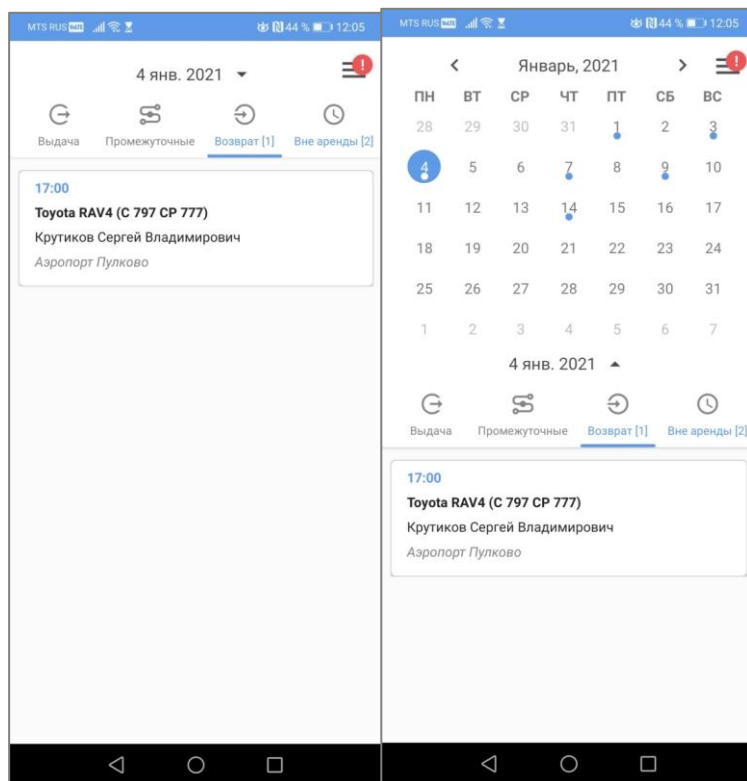 MTS RUS 44 % 12:05
4 янв. 2021
Выдача Промежуточные Возврат [1] Вне аренды [2]
17:00
Toyota RAV4 (С 797 СР 777)
Крутиков Сергей Владимирович
Аэропорт Пулково
MTS RUS 44 % 12:05
Январь, 2021
ПН ВТ СР ЧТ ПТ СБ ВС
28 29 30 31 1 2 3
4 5 6 7 8 9 10
11 12 13 14 15 16 17
18 19 20 21 22 23 24
25 26 27 28 29 30 31
1 2 3 4 5 6 7
4 янв. 2021
Выдача Промежуточные Возврат [1] Вне аренды [2]
17:00
Toyota RAV4 (С 797 СР 777)
Крутиков Сергей Владимирович
Аэропорт Пулково